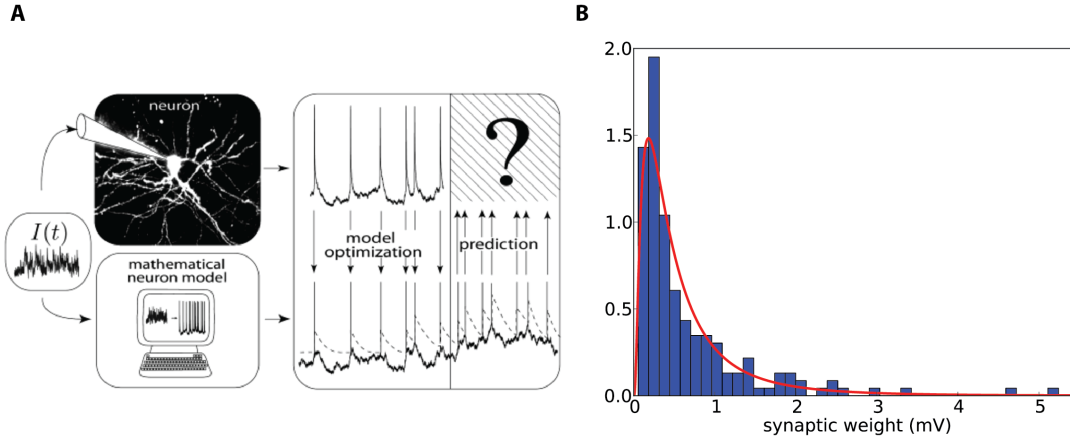 A
neuron
I(t)
mathematical
neuron model
model
optimization
prediction
?
B
2.0
1.5
1.0
0.5
0.0
0 1 2 3 4 5
synaptic weight (mV)